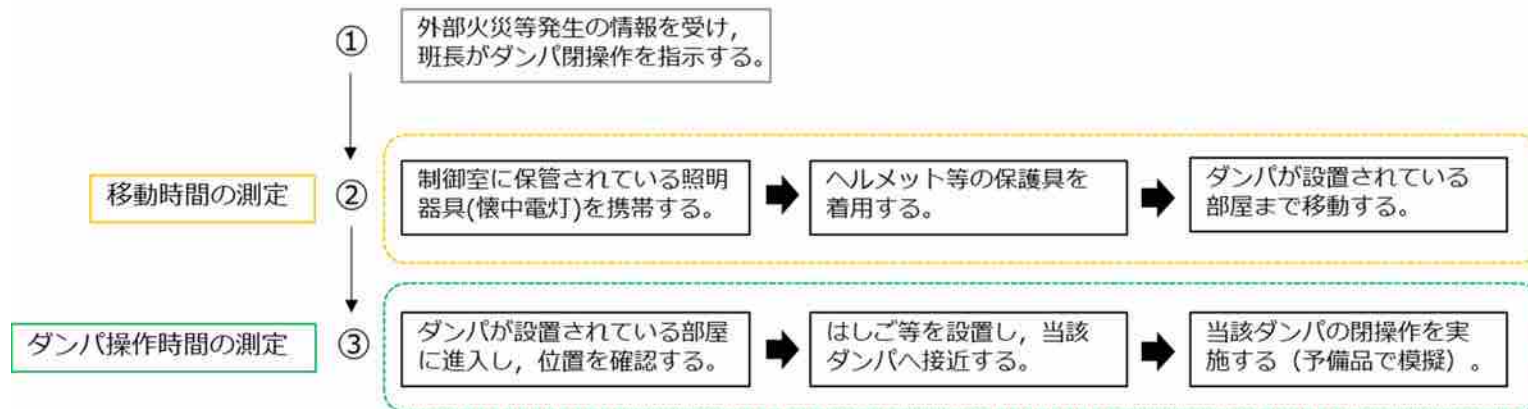 ①
外部火災等発生の情報を受け,
班長がダンパ閉操作を指示する。
移動時間の測定
②
制御室に保管されている照明
器具(懐中電灯)を携帯する。
ヘルメット等の保護具を
着用する。
ダンパが設置されている
部屋まで移動する。
ダンパ操作時間の測定
③
ダンパが設置されている部屋
に進入し, 位置を確認する。
はしご等を設置し, 当該
ダンパへ接近する。
当該ダンパの閉操作を実
施する（予備品で模擬）。